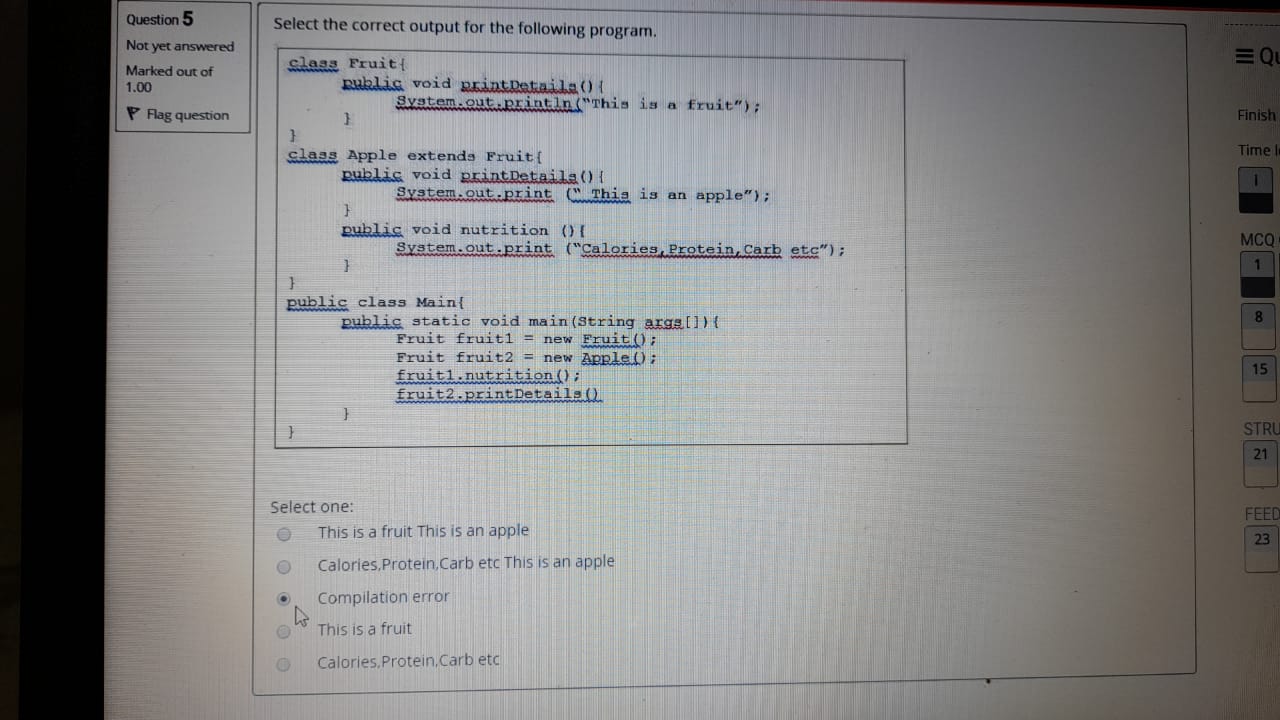 Question 5
Not yet answered
Marked out of
1.00
Flag question
Select the correct output for the following program.
class Fruit{
public void printDetails(){
System.out.println(“This is a fruit”);
}
}
class Apple extends Fruit{
public void printDetails(){
System.out.print (“ This is an apple”);
}
public void nutrition (){
System.out.print (“Calories,Protein,Carb etc”);
}
}
public class Main{
public static void main(String args[]){
Fruit fruit1 = new Fruit();
Fruit fruit2 = new Apple();
fruit1.nutrition();
fruit2.printDetails()
}
}
Select one:
This is a fruit This is an apple
Calories,Protein,Carb etc This is an apple
Compilation error
This is a fruit
Calories,Protein,Carb etc
Finish
Time
I
MCQ
1
8
15
STRU
21
FEED
23